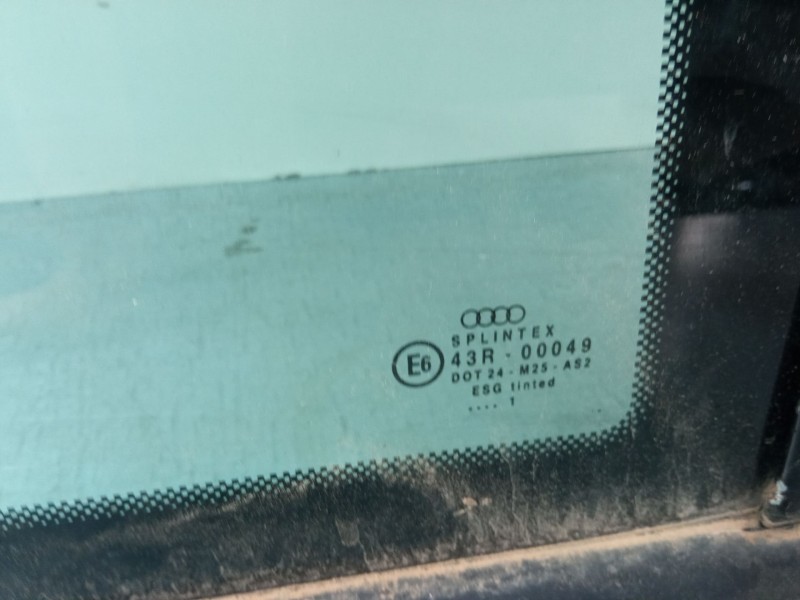 SPLINTEX
E6
43R - 00049
DOT 24 - M25 - AS2
ESG tinted
.... 1